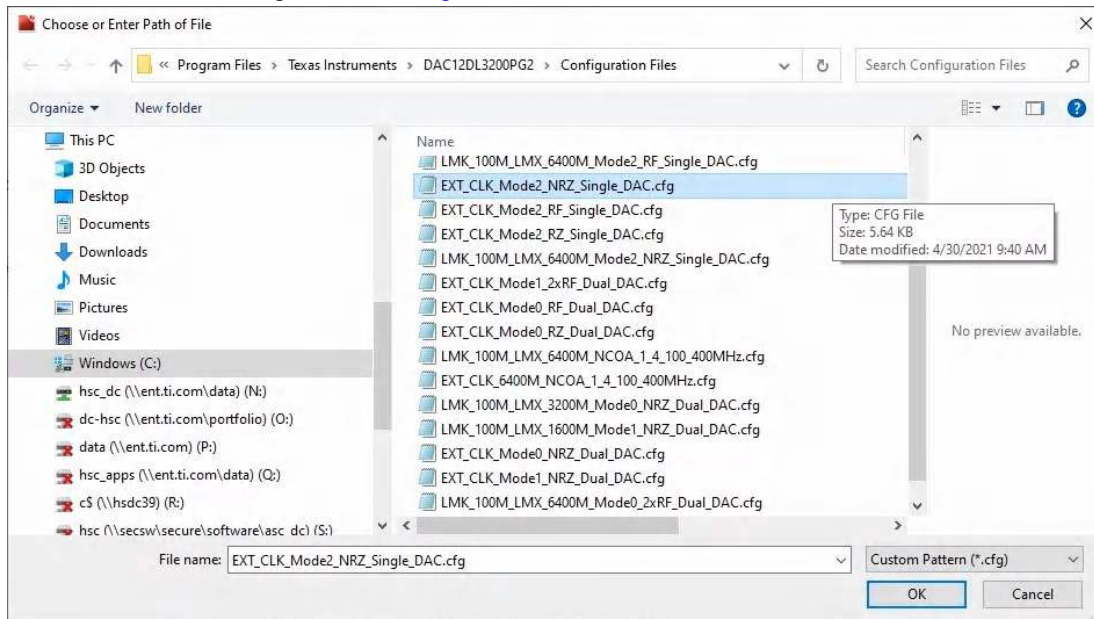 Choose or Enter Path of File
« Program Files › Texas Instruments › DAC12DL3200PG2 › Configuration Files
Search Configuration Files
Organize
New folder
This PC
3D Objects
Desktop
Documents
Downloads
Music
Pictures
Videos
Windows (C:)
hsc_dc (\\ent.ti.com\data) (N:)
dc-hsc (\\ent.ti.com\portfolio) (O:)
data (\\ent.ti.com) (P:)
hsc_apps (\\ent.ti.com\data) (Q:)
c$ (\\hsdc39) (R:)
hsc (\\secsw\secure\software\asc_dc) (S:)
Name
LMK_100M_LMX_6400M_Mode2_RF_Single_DAC.cfg
EXT_CLK_Mode2_NRZ_Single_DAC.cfg
EXT_CLK_Mode2_RF_Single_DAC.cfg
EXT_CLK_Mode2_RZ_Single_DAC.cfg
LMK_100M_LMX_6400M_Mode2_NRZ_Single_DAC.cfg
EXT_CLK_Mode1_2xRF_Dual_DAC.cfg
EXT_CLK_Mode0_RF_Dual_DAC.cfg
EXT_CLK_Mode0_RZ_Dual_DAC.cfg
LMK_100M_LMX_6400M_NCOA_1_4_100_400MHz.cfg
EXT_CLK_6400M_NCOA_1_4_100_400MHz.cfg
LMK_100M_LMX_3200M_Mode0_NRZ_Dual_DAC.cfg
LMK_100M_LMX_1600M_Mode1_NRZ_Dual_DAC.cfg
EXT_CLK_Mode0_NRZ_Dual_DAC.cfg
EXT_CLK_Mode1_NRZ_Dual_DAC.cfg
LMK_100M_LMX_6400M_Mode0_2xRF_Dual_DAC.cfg
Type: CFG File
Size: 5.64 KB
Date modified: 4/30/2021 9:40 AM
No preview available.
File name: EXT_CLK_Mode2_NRZ_Single_DAC.cfg
Custom Pattern (*.cfg)
OK
Cancel